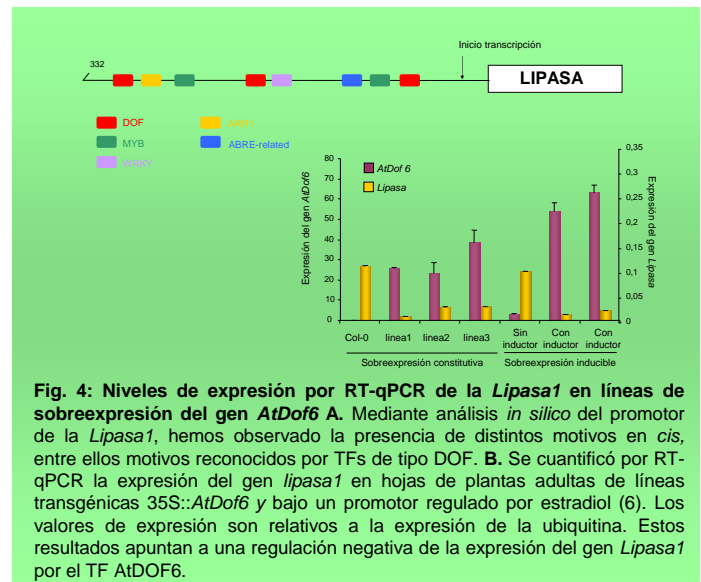 Inicio transcripción
332
LIPASA
DOF
MYB
WRKY
ABRE-related
80
70
60
50
40
30
20
10
0
Expresión del gen AtDof6
AtDof 6
Lipasa
0,35
0,3
0,25
0,2
0,15
0,1
0,05
0
Expresión del gen Lipasa
Col-0 linea1 linea2 linea3 Sin Con Con
inductor inductor inductor
Sobreexpresión constitutiva Sobreexpresión inducible
Fig. 4: Niveles de expresión por RT-qPCR de la Lipasa1 en líneas de
sobreexpresión del gen AtDof6 A. Mediante análisis in silico del promotor
de la Lipasa1, hemos observado la presencia de distintos motivos en cis,
entre ellos motivos reconocidos por TFs de tipo DOF. B. Se cuantificó por RT-
qPCR la expresión del gen lipasa1 en hojas de plantas adultas de líneas
transgénicas 35S::AtDof6 y bajo un promotor regulado por estradiol (6). Los
valores de expresión son relativos a la expresión de la ubiquitina. Estos
resultados apuntan a una regulación negativa de la expresión del gen Lipasa1
por el TF AtDOF6.